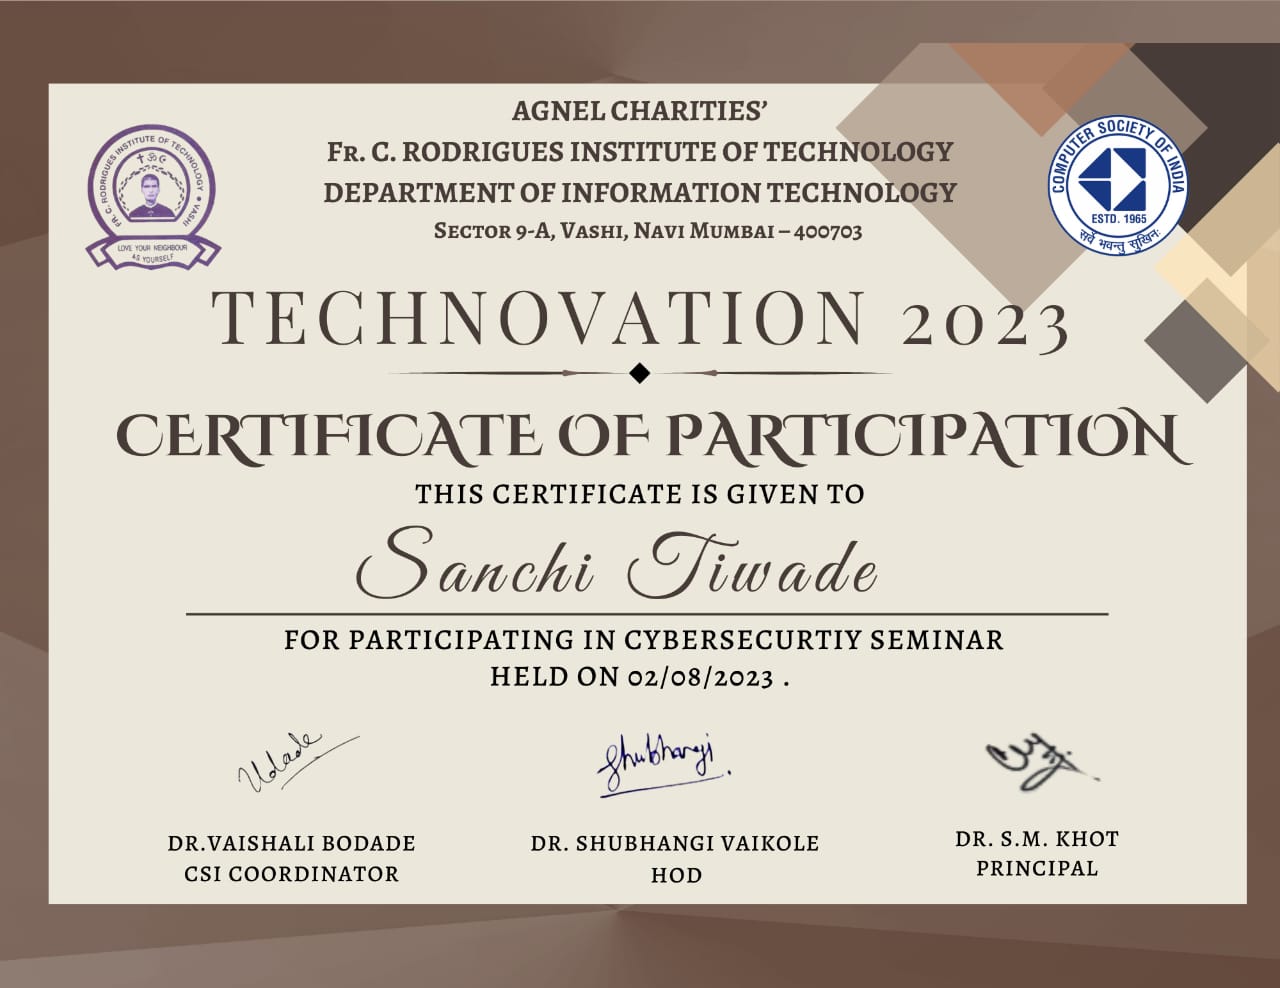 AGNEL CHARITIES’
FR. C. RODRIGUES INSTITUTE OF TECHNOLOGY
DEPARTMENT OF INFORMATION TECHNOLOGY
SECTOR 9-A, VASHI, NAVI MUMBAI – 400703
FR. C. RODRIGUES INSTITUTE OF TECHNOLOGY • VASHI
LOVE YOUR NEIGHBOUR
AS YOURSELF
COMPUTER SOCIETY OF INDIA
ESTD. 1965
सर्वे भवन्तु सुखिनः
TECHNOVATION 2023
CERTIFICATE OF PARTICIPATION
THIS CERTIFICATE IS GIVEN TO
Sanchi Tiwade
FOR PARTICIPATING IN CYBERSECURTIY SEMINAR
HELD ON 02/08/2023 .
Shubhangi
DR.VAISHALI BODADE
CSI COORDINATOR
DR. SHUBHANGI VAIKOLE
HOD
DR. S.M. KHOT
PRINCIPAL